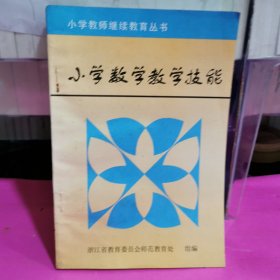 小学教师继续教育丛书
小学数学教学技能
浙江省教育委员会师范教育处 组编